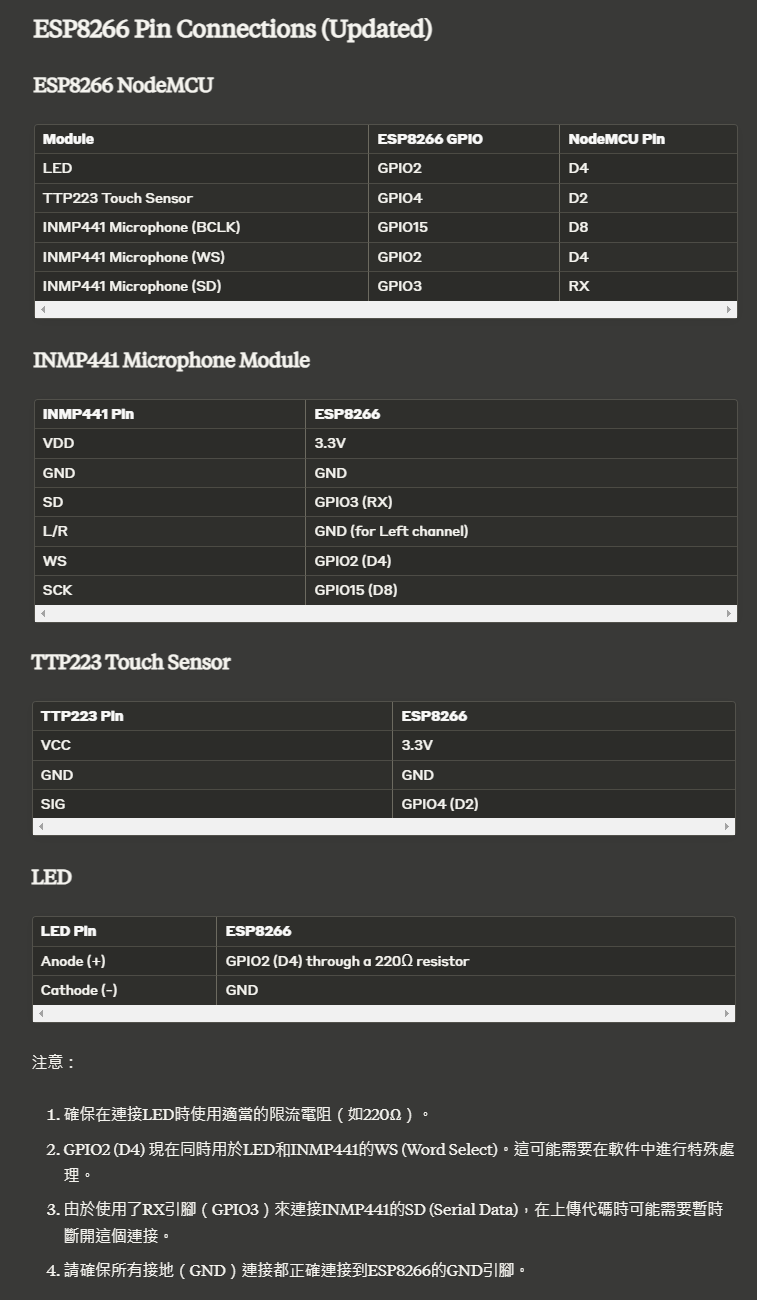 ESP8266 Pin Connections (Updated)
ESP8266 NodeMCU
Module ESP8266 GPIO NodeMCU Pin
LED GPIO2 D4
TTP223 Touch Sensor GPIO4 D2
INMP441 Microphone (BCLK) GPIO15 D8
INMP441 Microphone (WS) GPIO2 D4
INMP441 Microphone (SD) GPIO3 RX
INMP441 Microphone Module
INMP441 Pin ESP8266
VDD 3.3V
GND GND
SD GPIO3 (RX)
L/R GND (for Left channel)
WS GPIO2 (D4)
SCK GPIO15 (D8)
TTP223 Touch Sensor
TTP223 Pin ESP8266
VCC 3.3V
GND GND
SIG GPIO4 (D2)
LED
LED Pin ESP8266
Anode (+) GPIO2 (D4) through a 220Ω resistor
Cathode (-) GND
注意：
1. 確保在連接LED時使用適當的限流電阻（如220Ω）。
2. GPIO2 (D4) 現在同時用於LED和INMP441的WS (Word Select)。這可能需要在軟件中進行特殊處
理。
3. 由於使用了RX引腳（GPIO3）來連接INMP441的SD (Serial Data)，在上傳代碼時可能需要暫時
斷開這個連接。
4. 請確保所有接地（GND）連接都正確連接到ESP8266的GND引腳。